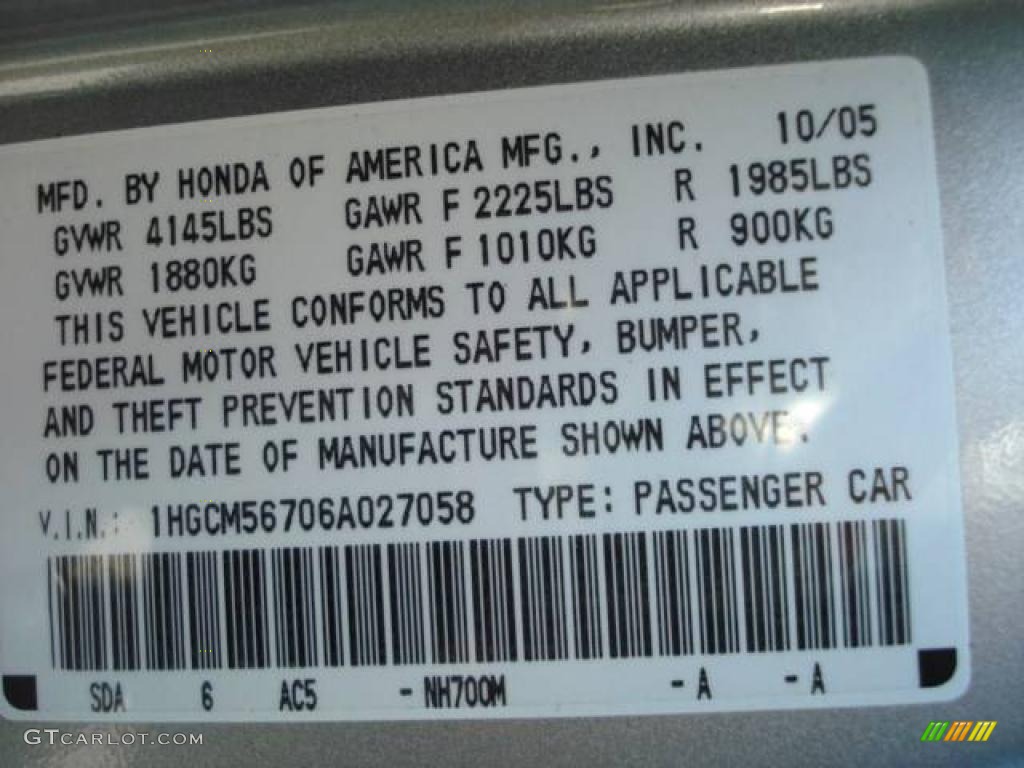 MFD. BY HONDA OF AMERICA MFG., INC. 10/05
GVWR 4145LBS GAWR F 2225LBS R 1985LBS
GVWR 1880KG GAWR F 1010KG R 900KG
THIS VEHICLE CONFORMS TO ALL APPLICABLE
FEDERAL MOTOR VEHICLE SAFETY, BUMPER,
AND THEFT PREVENTION STANDARDS IN EFFECT
ON THE DATE OF MANUFACTURE SHOWN ABOVE.
V.I.N.: 1HGCM56706A027058 TYPE: PASSENGER CAR
SDA 6 AC5 - NH700M - A - A
GTCARLOT.COM